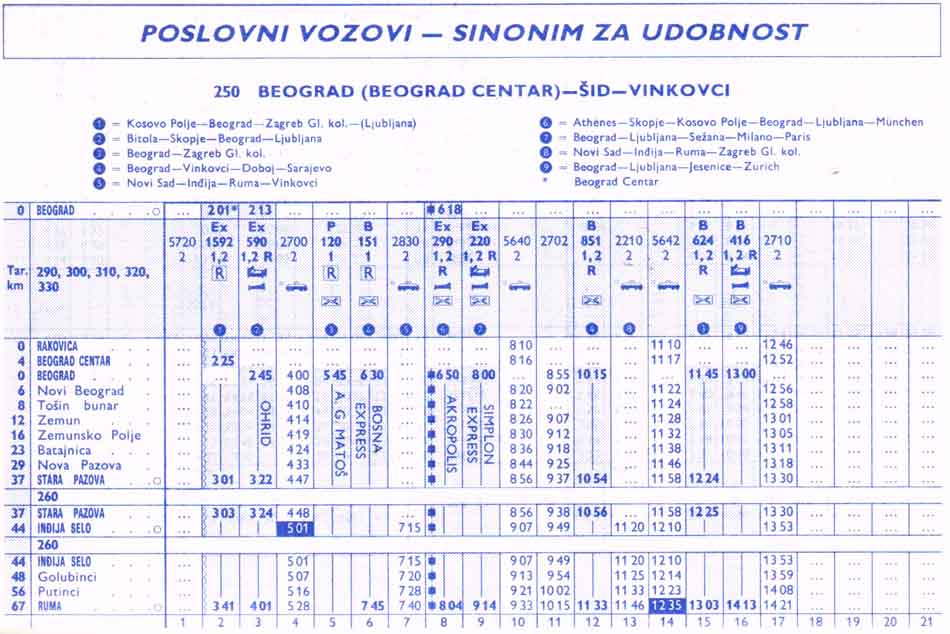 POSLOVNI VOZOVI — SINONIM ZA UDOBNOST
250 BEOGRAD (BEOGRAD CENTAR)—ŠID—VINKOVCI
1 = Kosovo Polje—Beograd—Zagreb Gl. kol.—(Ljubljana)
2 = Bitola—Skopje—Beograd—Ljubljana
3 = Beograd—Zagreb Gl. kol.
4 = Beograd—Vinkovci—Doboj—Sarajevo
5 = Novi Sad—Inđija—Ruma—Vinkovci
6 = Athènes—Skopje—Kosovo Polje—Beograd—Ljubljana—München
7 = Beograd—Ljubljana—Sežana—Milano—Paris
8 = Novi Sad—Inđija—Ruma—Zagreb Gl. kol.
9 = Beograd—Ljubljana—Jesenice—Zurich
* Beograd Centar
0 BEOGRAD . . . . ... 2 01* 2 13 ... ... ... ... 6 18 ... ... ... ... ... ... ... ... ... ... ... ... ...
Ex Ex P B Ex Ex B B B
5720 1592 590 2700 120 151 2830 290 220 5640 2702 851 2210 5642 624 416 2710
2 1,2 1,2 R 2 1 1 2 1,2 1,2 R 2 2 1,2 2 2 1,2 1,2 R 2
R R R R R R
Tar. km 290, 300, 310, 320, 330
0 RAKOVICA . . . ... ... ... ... ... ... ... ... 8 10 ... ... ... 11 10 ... ... 12 46 ... ... ... ...
4 BEOGRAD CENTAR . . ... 2 25 ... ... ... ... ... ... 8 16 ... ... ... 11 17 ... ... 12 52 ... ... ... ...
0 BEOGRAD . . . . ... ... 2 45 4 00 5 45 6 30 ... 6 50 8 00 ... 8 55 10 15 ... ... 11 45 13 00 ... ... ... ... ...
6 Novi Beograd . . . ... 4 08 ... 8 20 9 02 ... 11 22 12 56 ... ... ... ...
8 Tošin bunar . . ... 4 10 ... 8 22 ... ... 11 24 12 58 ... ... ... ...
12 Zemun . . . . ... 4 14 ... 8 26 9 07 ... 11 28 13 01 ... ... ... ...
16 Zemunsko Polje . . ... 4 19 ... 8 30 9 12 ... 11 32 13 05 ... ... ... ...
23 Batajnica . . . ... 4 24 ... 8 36 9 18 ... 11 38 13 11 ... ... ... ...
29 Nova Pazova . . . ... 4 33 ... 8 44 9 25 ... 11 46 13 18 ... ... ... ...
37 STARA PAZOVA . . ... 3 01 3 22 4 47 ... 8 56 9 37 10 54 ... 11 58 12 24 13 30 ... ... ... ...
OHRID
A. G. MATOŠ
BOSNA EXPRESS
AKROPOLIS
SIMPLON EXPRESS
260
37 STARA PAZOVA . . ... 3 03 3 24 4 48 ... 8 56 9 38 10 56 ... 11 58 12 25 13 30 ... ... ... ...
44 INĐIJA SELO . . ... 5 01 7 15 9 07 9 49 11 20 12 10 13 53 ... ... ... ...
260
44 INĐIJA SELO . . . ... 5 01 7 15 9 07 9 49 11 20 12 10 13 53 ... ... ... ...
48 Golubinci . . . ... 5 07 7 20 9 13 9 54 11 25 12 14 13 59 ... ... ... ...
56 Putinci . . . . ... 5 16 7 28 9 21 10 02 11 33 12 23 14 08 ... ... ... ...
67 RUMA . . . . ... 3 41 4 01 5 28 7 45 7 40 8 04 9 14 9 33 10 15 11 33 11 46 12 35 13 03 14 13 14 21 ... ... ... ...
1 2 3 4 5 6 7 8 9 10 11 12 13 14 15 16 17 18 19 20 21